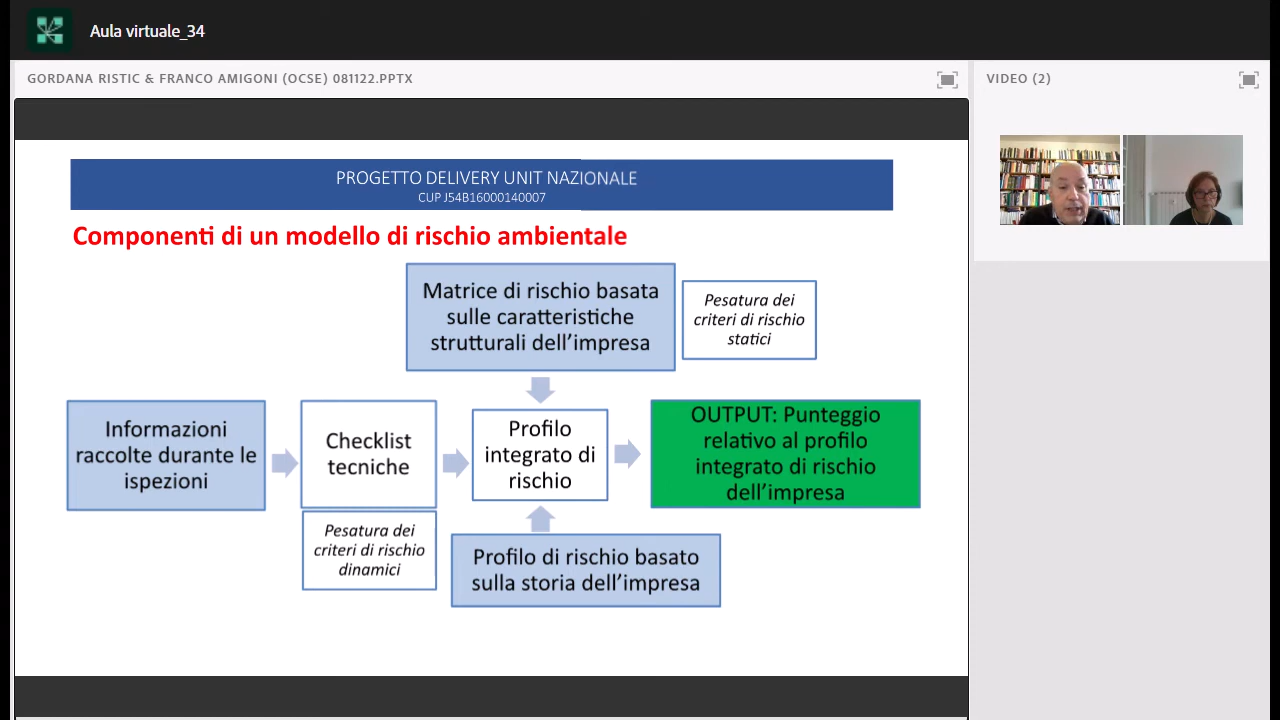 Aula virtuale_34
GORDANA RISTIC & FRANCO AMIGONI (OCSE) 081122.PPTX
VIDEO (2)
PROGETTO DELIVERY UNIT NAZIONALE
CUP J54B16000140007
Componenti di un modello di rischio ambientale
Matrice di rischio basata
sulle caratteristiche
strutturali dell'impresa
Pesatura dei
criteri di rischio
statici
Informazioni
raccolte durante le
ispezioni
Checklist
tecniche
Profilo
integrato di
rischio
OUTPUT: Punteggio
relativo al profilo
integrato di rischio
dell'impresa
Pesatura dei
criteri di rischio
dinamici
Profilo di rischio basato
sulla storia dell'impresa